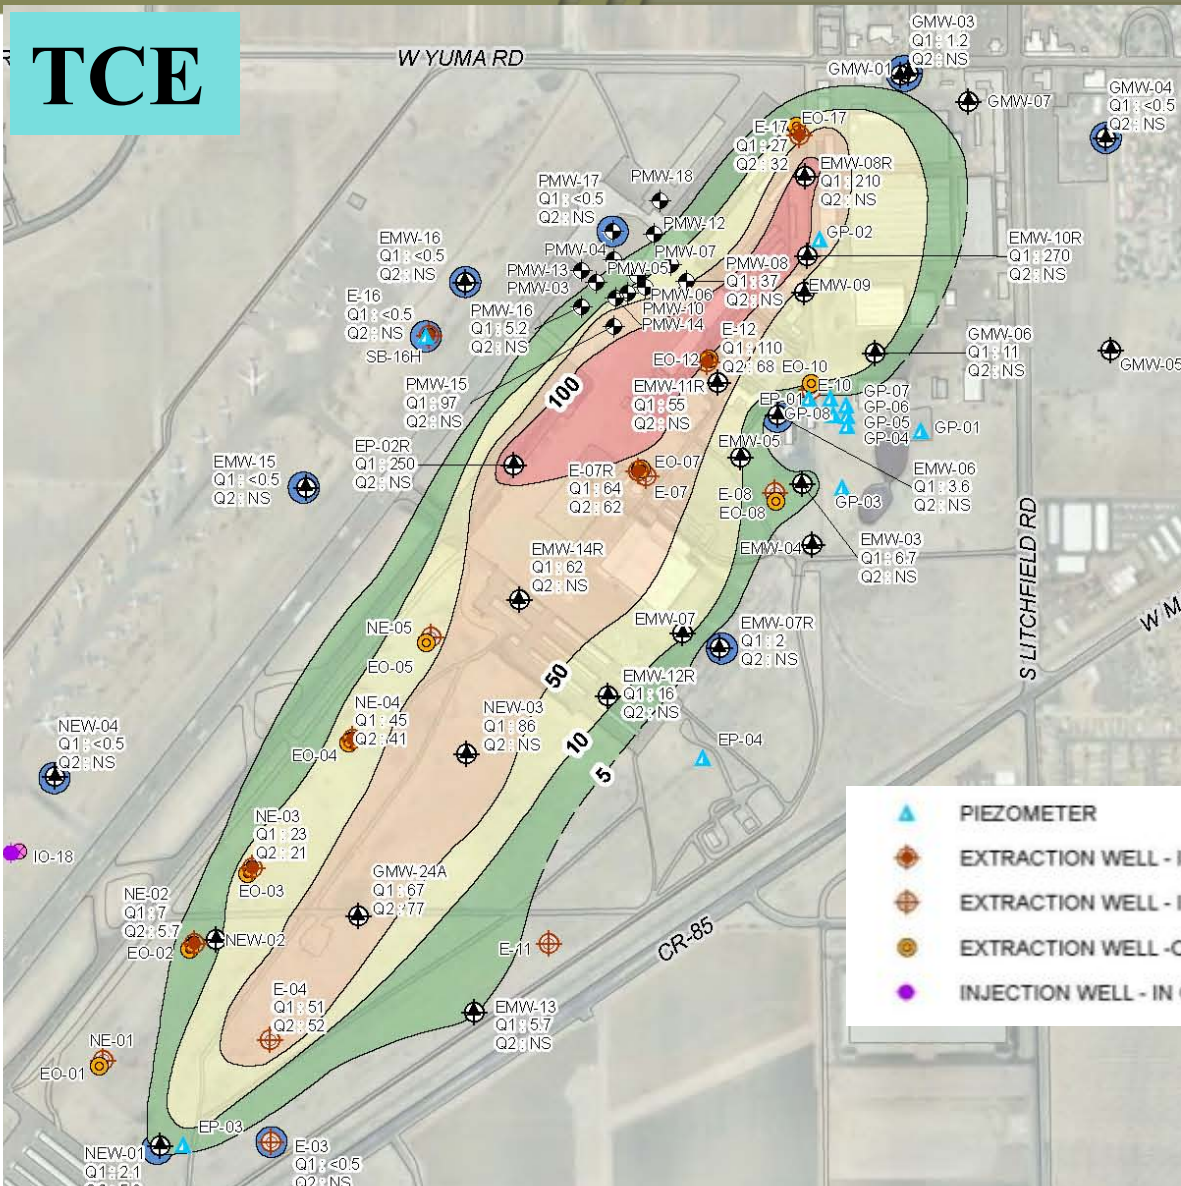 TCE
W YUMA RD
GMW-03
Q1: 1.2
Q2: NS
GMW-01
GMW-07
GMW-04
Q1: <0.5
Q2: NS
EO-17
E-17
Q1: 27
Q2: 32
EMW-08R
Q1: 210
Q2: NS
PMW-18
PMW-17
Q1: <0.5
Q2: NS
PMW-12
GP-02
EMW-10R
Q1: 270
Q2: NS
EMW-16
Q1: <0.5
Q2: NS
PMW-04
PMW-07
PMW-13
PMW-05
PMW-03
PMW-08
Q1: 37
Q2: NS
EMW-09
E-16
Q1: <0.5
Q2: NS
SB-16H
PMW-16
Q1: 5.2
Q2: NS
PMW-06
PMW-10
PMW-14
E-12
Q1: 110
Q2: 68
EO-12
GMW-06
Q1: 11
Q2: NS
GMW-05
EO-10
E-10
PMW-15
Q1: 97
Q2: NS
100
EMW-11R
Q1: 55
Q2: NS
EP-01
GP-08
GP-07
GP-06
GP-05
GP-04
GP-01
EP-02R
Q1: 250
Q2: NS
EMW-05
EMW-15
Q1: <0.5
Q2: NS
EO-07
E-07R
Q1: 64
Q2: 62
E-07
E-08
EO-08
GP-03
EMW-06
Q1: 3.6
Q2: NS
S LITCHFIELD RD
EMW-14R
Q1: 62
Q2: NS
EMW-04
EMW-03
Q1: 6.7
Q2: NS
W M
NE-05
EO-05
EMW-07
EMW-07R
Q1: 2
Q2: NS
50
EMW-12R
Q1: 16
Q2: NS
NE-04
Q1: 45
Q2: 41
EO-04
NEW-03
Q1: 86
Q2: NS
10
5
EP-04
NEW-04
Q1: <0.5
Q2: NS
IO-18
NE-03
Q1: 23
Q2: 21
EO-03
PIEZOMETER
EXTRACTION WELL - I
EXTRACTION WELL - I
EXTRACTION WELL -O
INJECTION WELL - IN
GMW-24A
Q1: 67
Q2: 77
NE-02
Q1: 7
Q2: 5.7
NEW-02
EO-02
E-11
CR-85
E-04
Q1: 51
Q2: 52
EMW-13
Q1: 5.7
Q2: NS
NE-01
EO-01
EP-03
NEW-01
Q1: 2.1
E-03
Q1: <0.5
Q2: NS